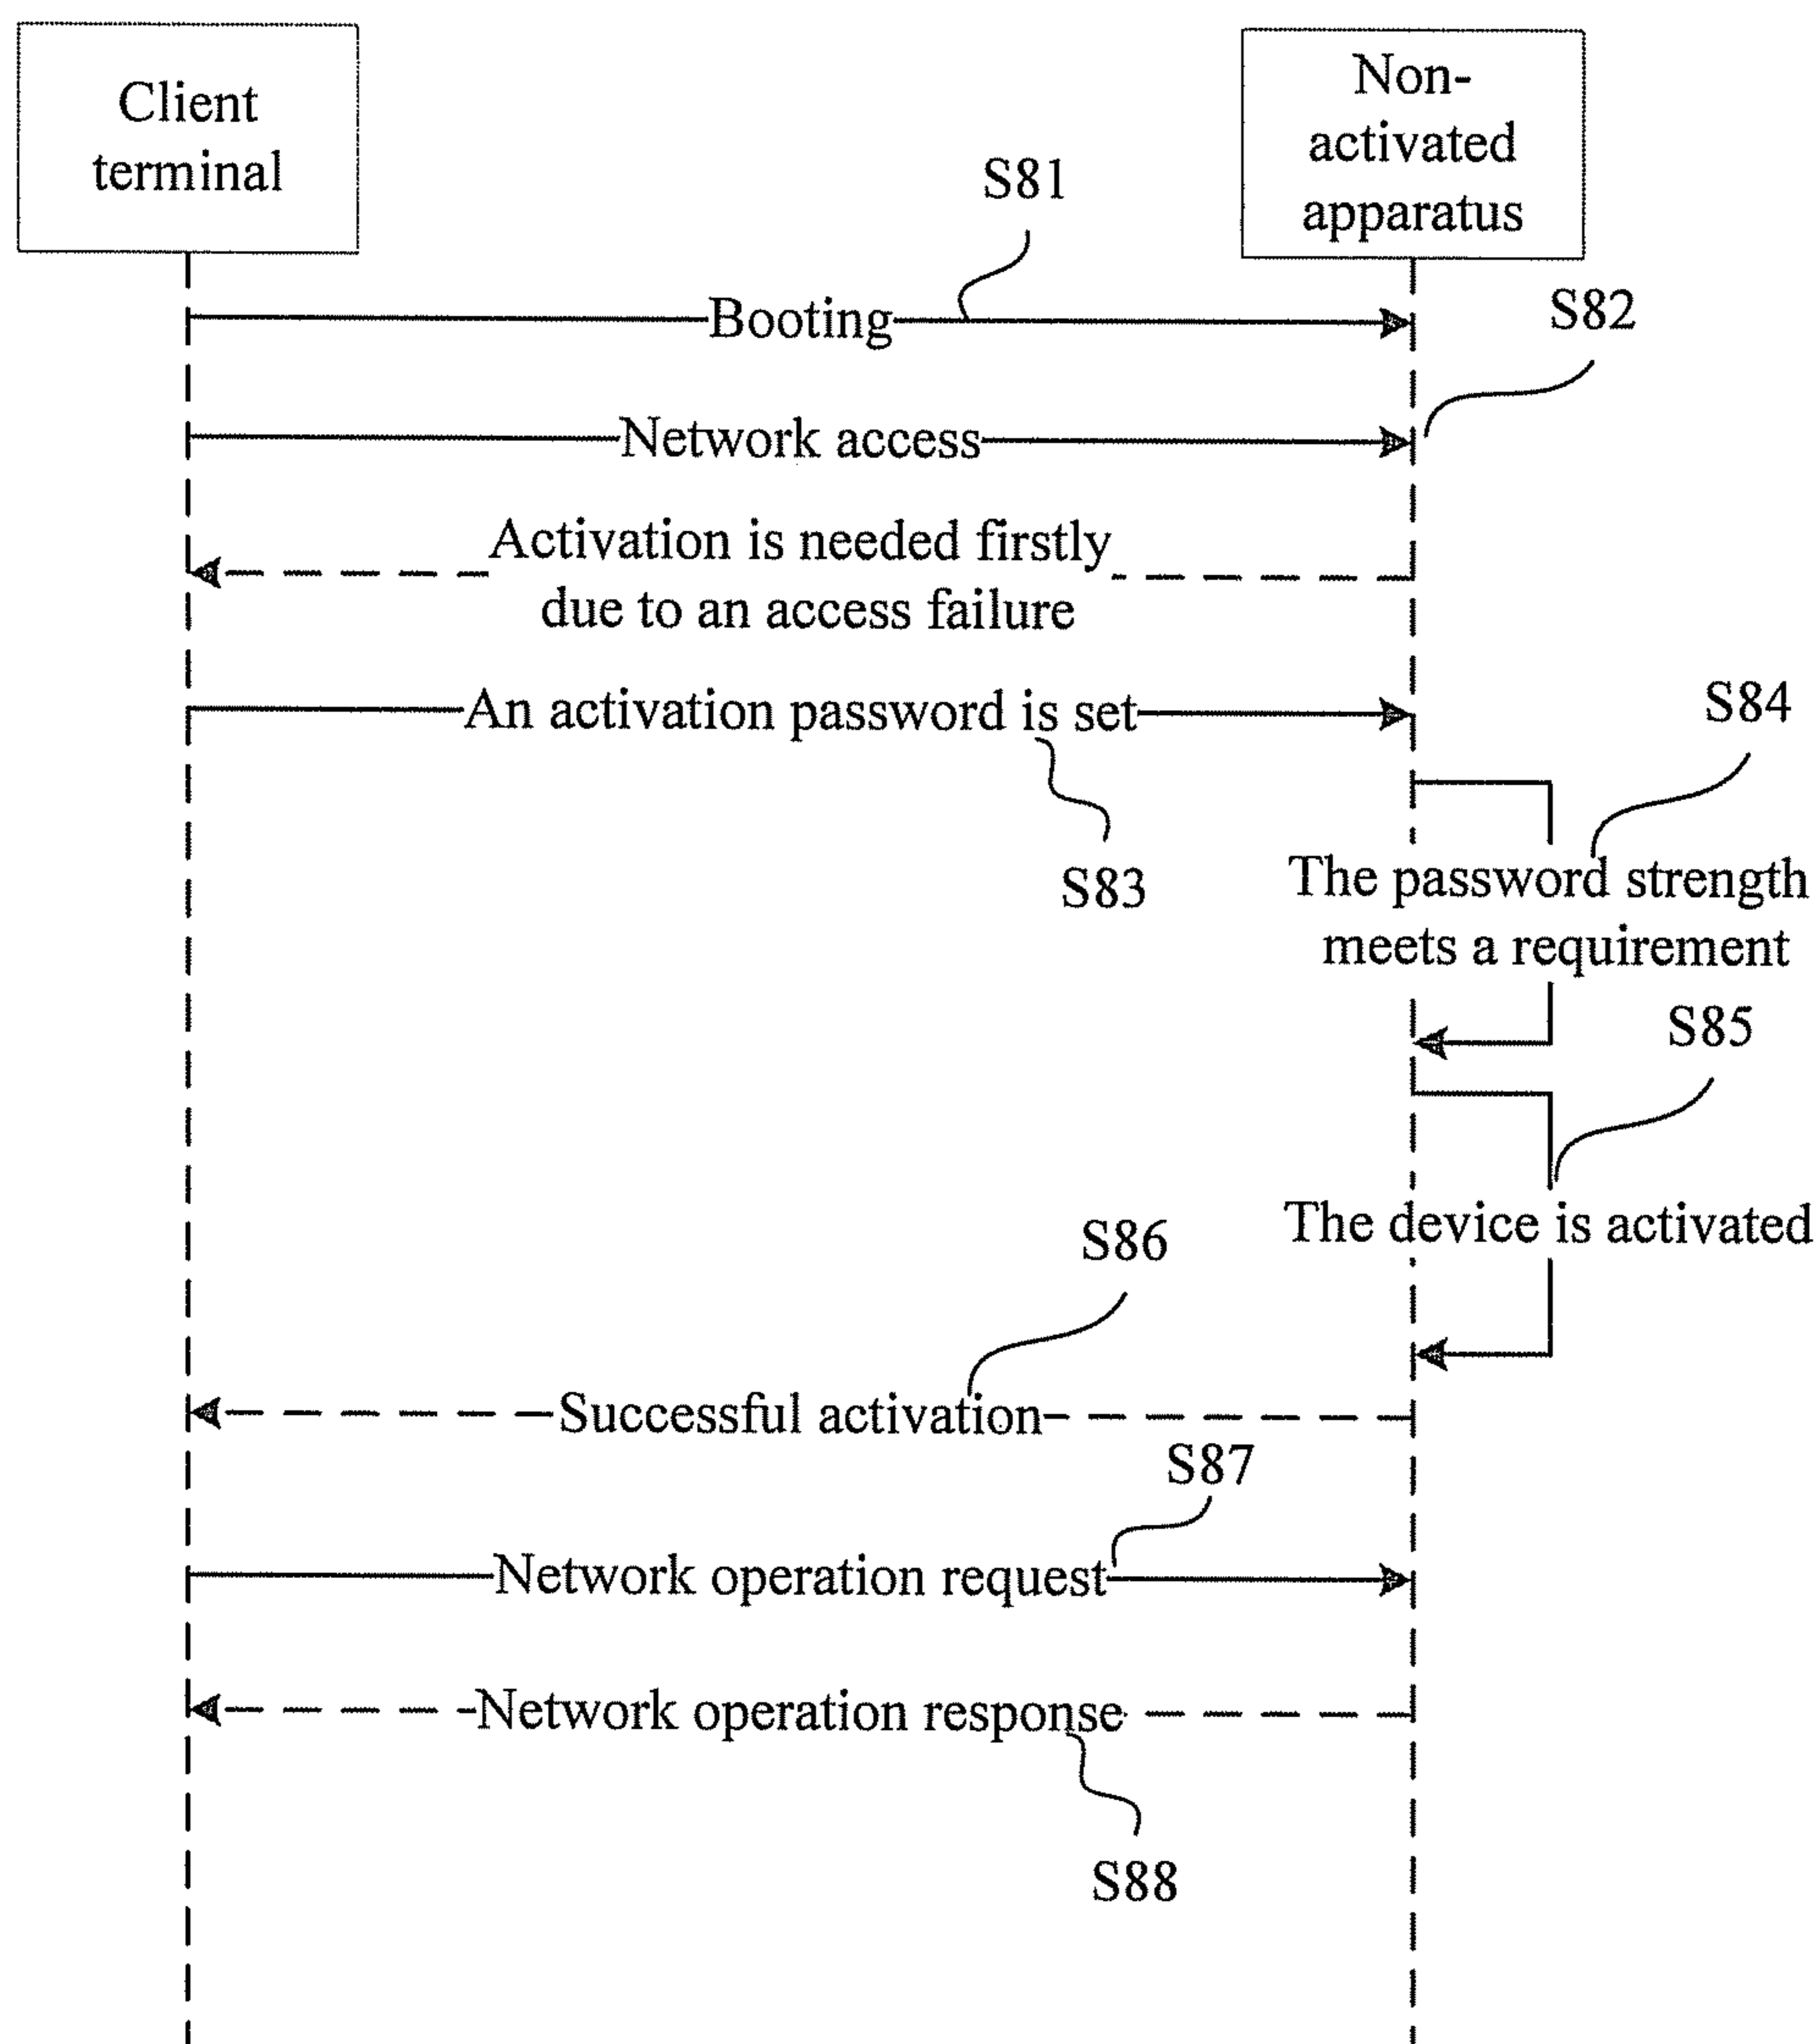 Client
terminal
Non-
activated
apparatus
S81
Booting
S82
Network access
Activation is needed firstly
due to an access failure
An activation password is set
S83
S84
The password strength
meets a requirement
S85
The device is activated
S86
Successful activation
S87
Network operation request
Network operation response
S88